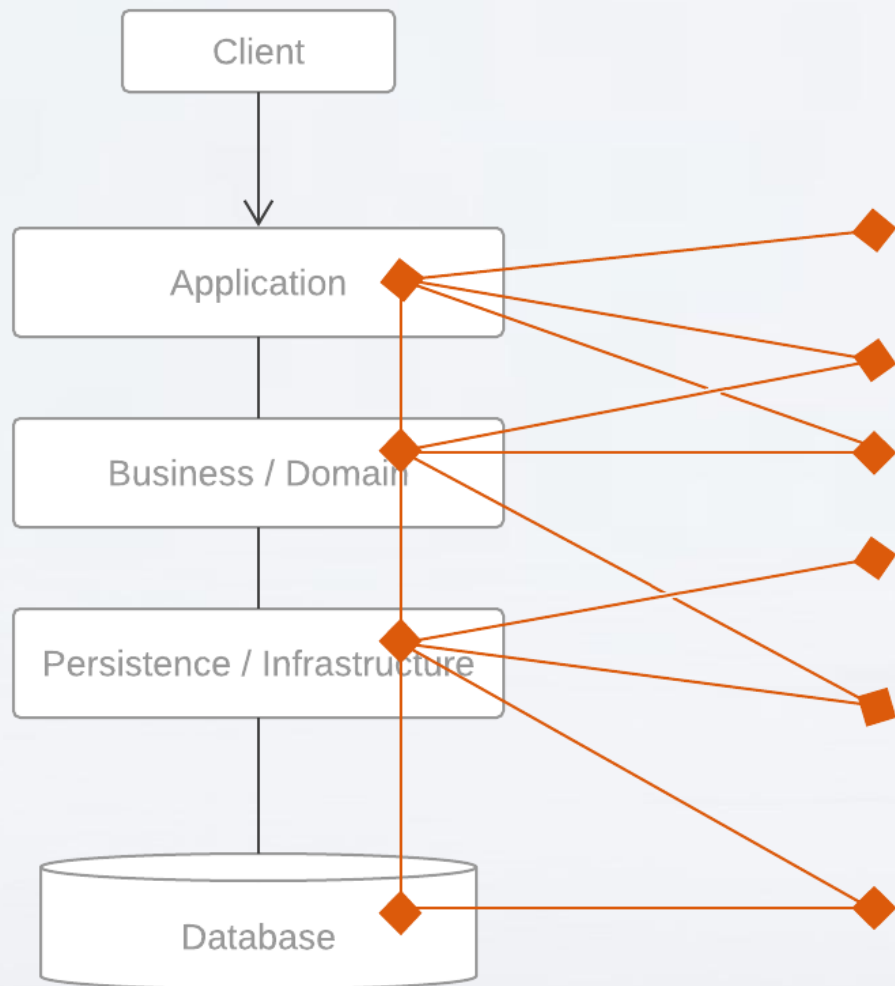 Client
Application
Business / Domain
Persistence / Infrastructure
Database